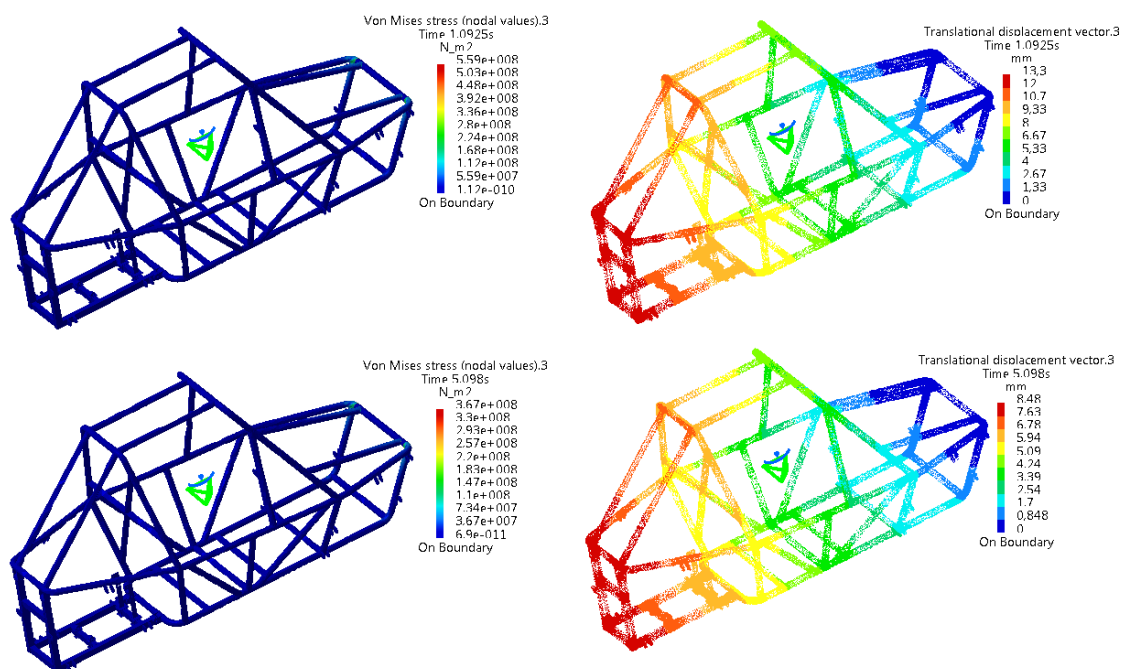 Von Mises stress (nodal values).3
Time 1.0925s
N_m2
5.59e+008
5.03e+008
4.48e+008
3.92e+008
3.36e+008
2.8e+008
2.24e+008
1.68e+008
1.12e+008
5.59e+007
1.12e-010
On Boundary
Translational displacement vector.3
Time 1.0925s
mm
13,3
12
10.7
9,33
8
6.67
5,33
4
2.67
1,33
0
On Boundary
Von Mises stress (nodal values).3
Time 5.098s
N_m2
3.67e+008
3.3e+008
2.93e+008
2.57e+008
2.2e+008
1.83e+008
1.47e+008
1.1e+008
7.34e+007
3.67e+007
6.9e-011
On Boundary
Translational displacement vector.3
Time 5.098s
mm
8.48
7.63
6.78
5.94
5.09
4.24
3.39
2.54
1.7
0,848
0
On Boundary